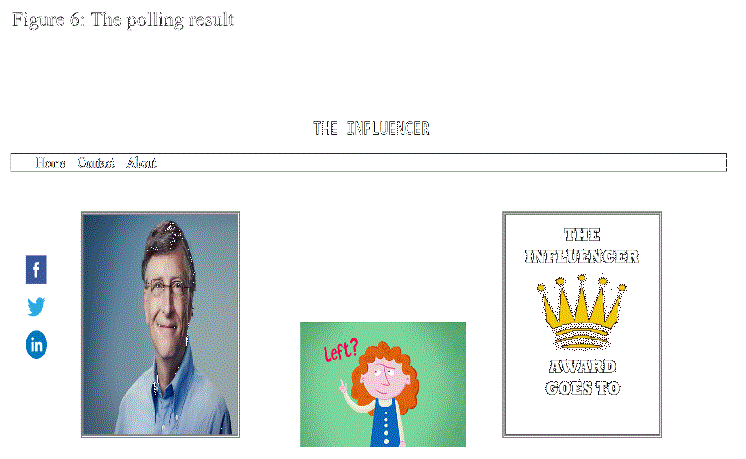 Figure 6: The polling result
THE INFLUENCER
Home Contact About
f
in
Left?
THE
INFLUENCER
AWARD
GOES TO